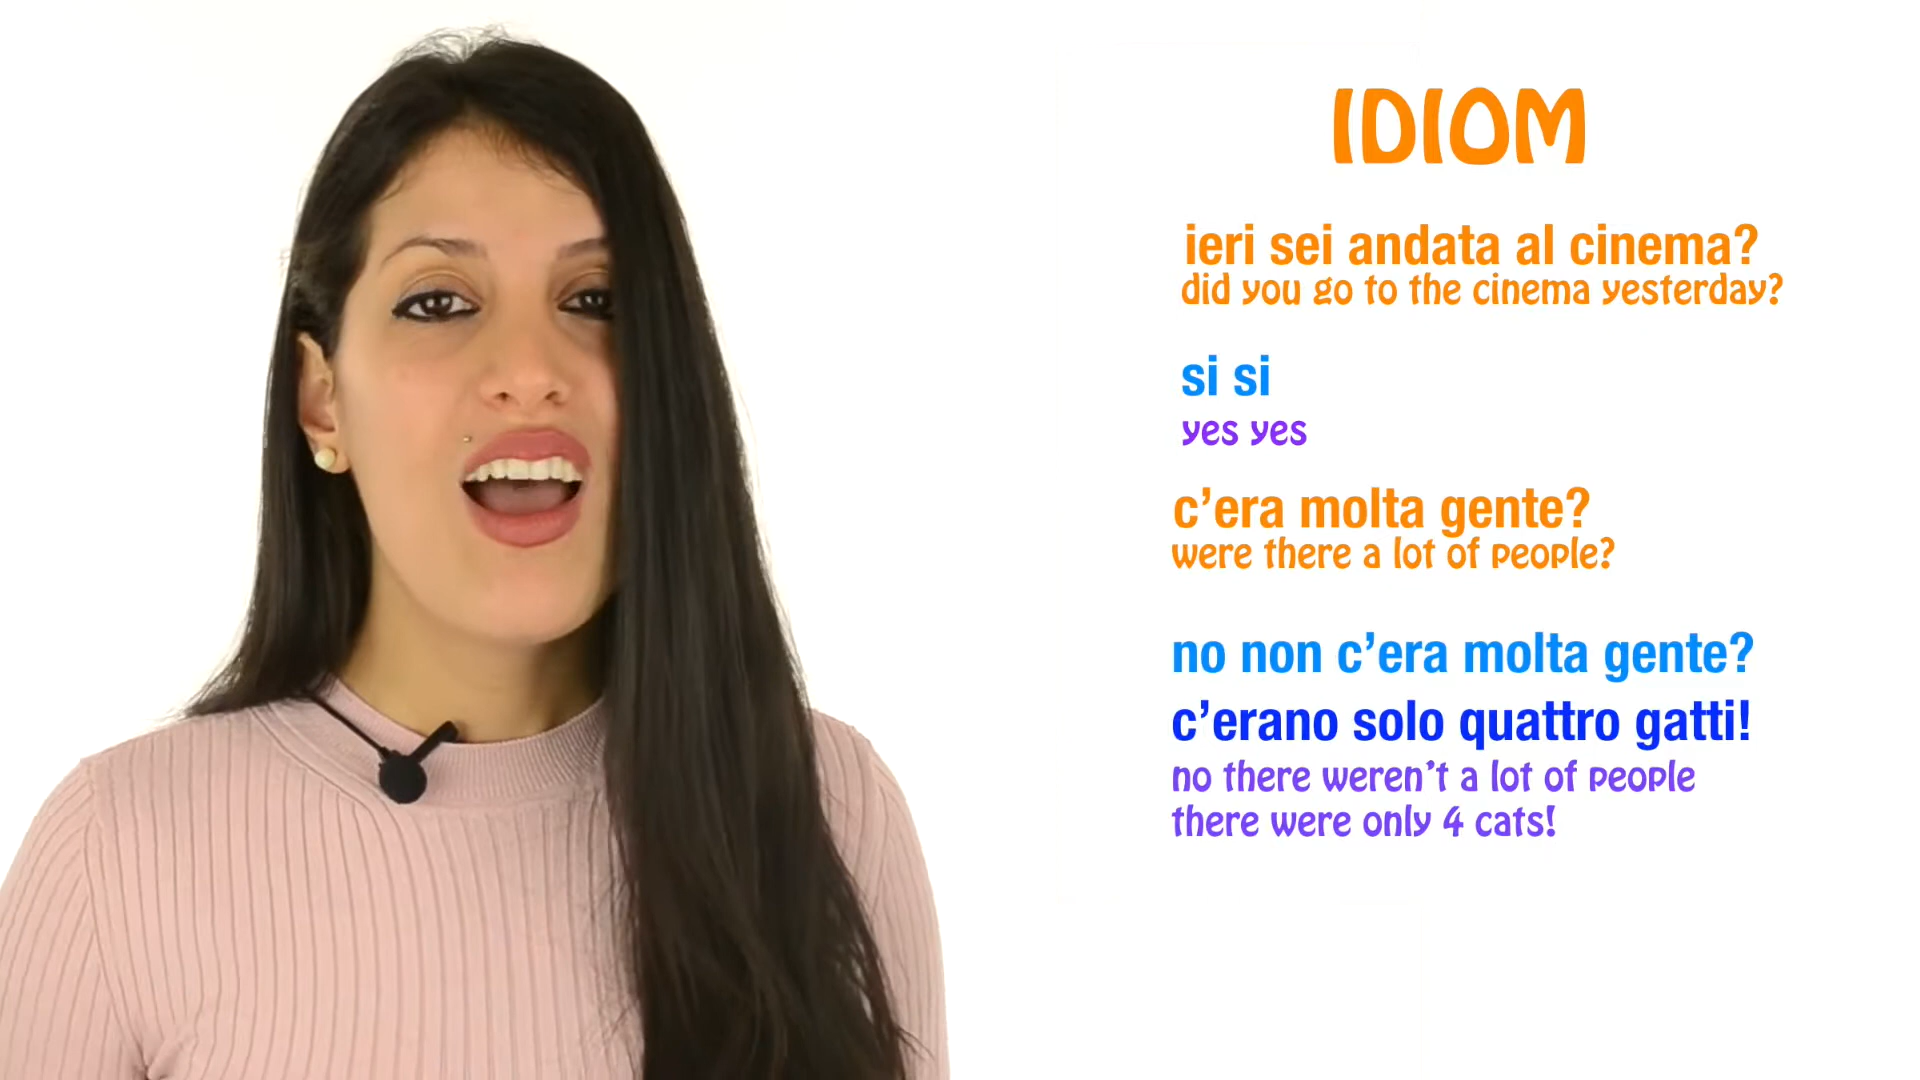 IDIOM
ieri sei andata al cinema?
did you go to the cinema yesterday?
si si
yes yes
c’era molta gente?
were there a lot of people?
no non c’era molta gente?
c’erano solo quattro gatti!
no there weren’t a lot of people
there were only 4 cats!